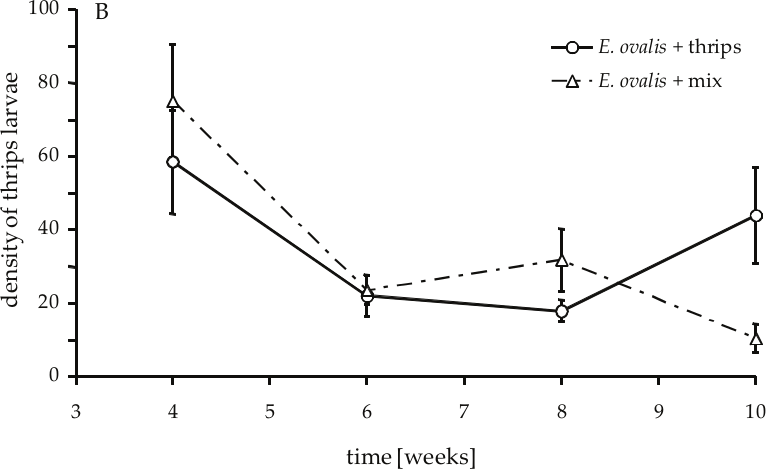 B
100
80
60
40
20
0
density of thrips larvae
E. ovalis + thrips
E. ovalis + mix
3 4 5 6 7 8 9 10
time [weeks]